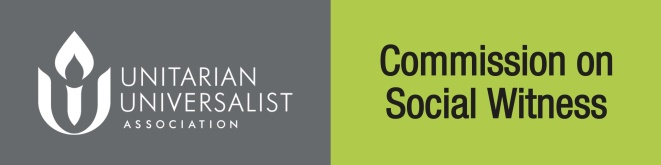 UNITARIAN
UNIVERSALIST
ASSOCIATION
Commission on
Social Witness